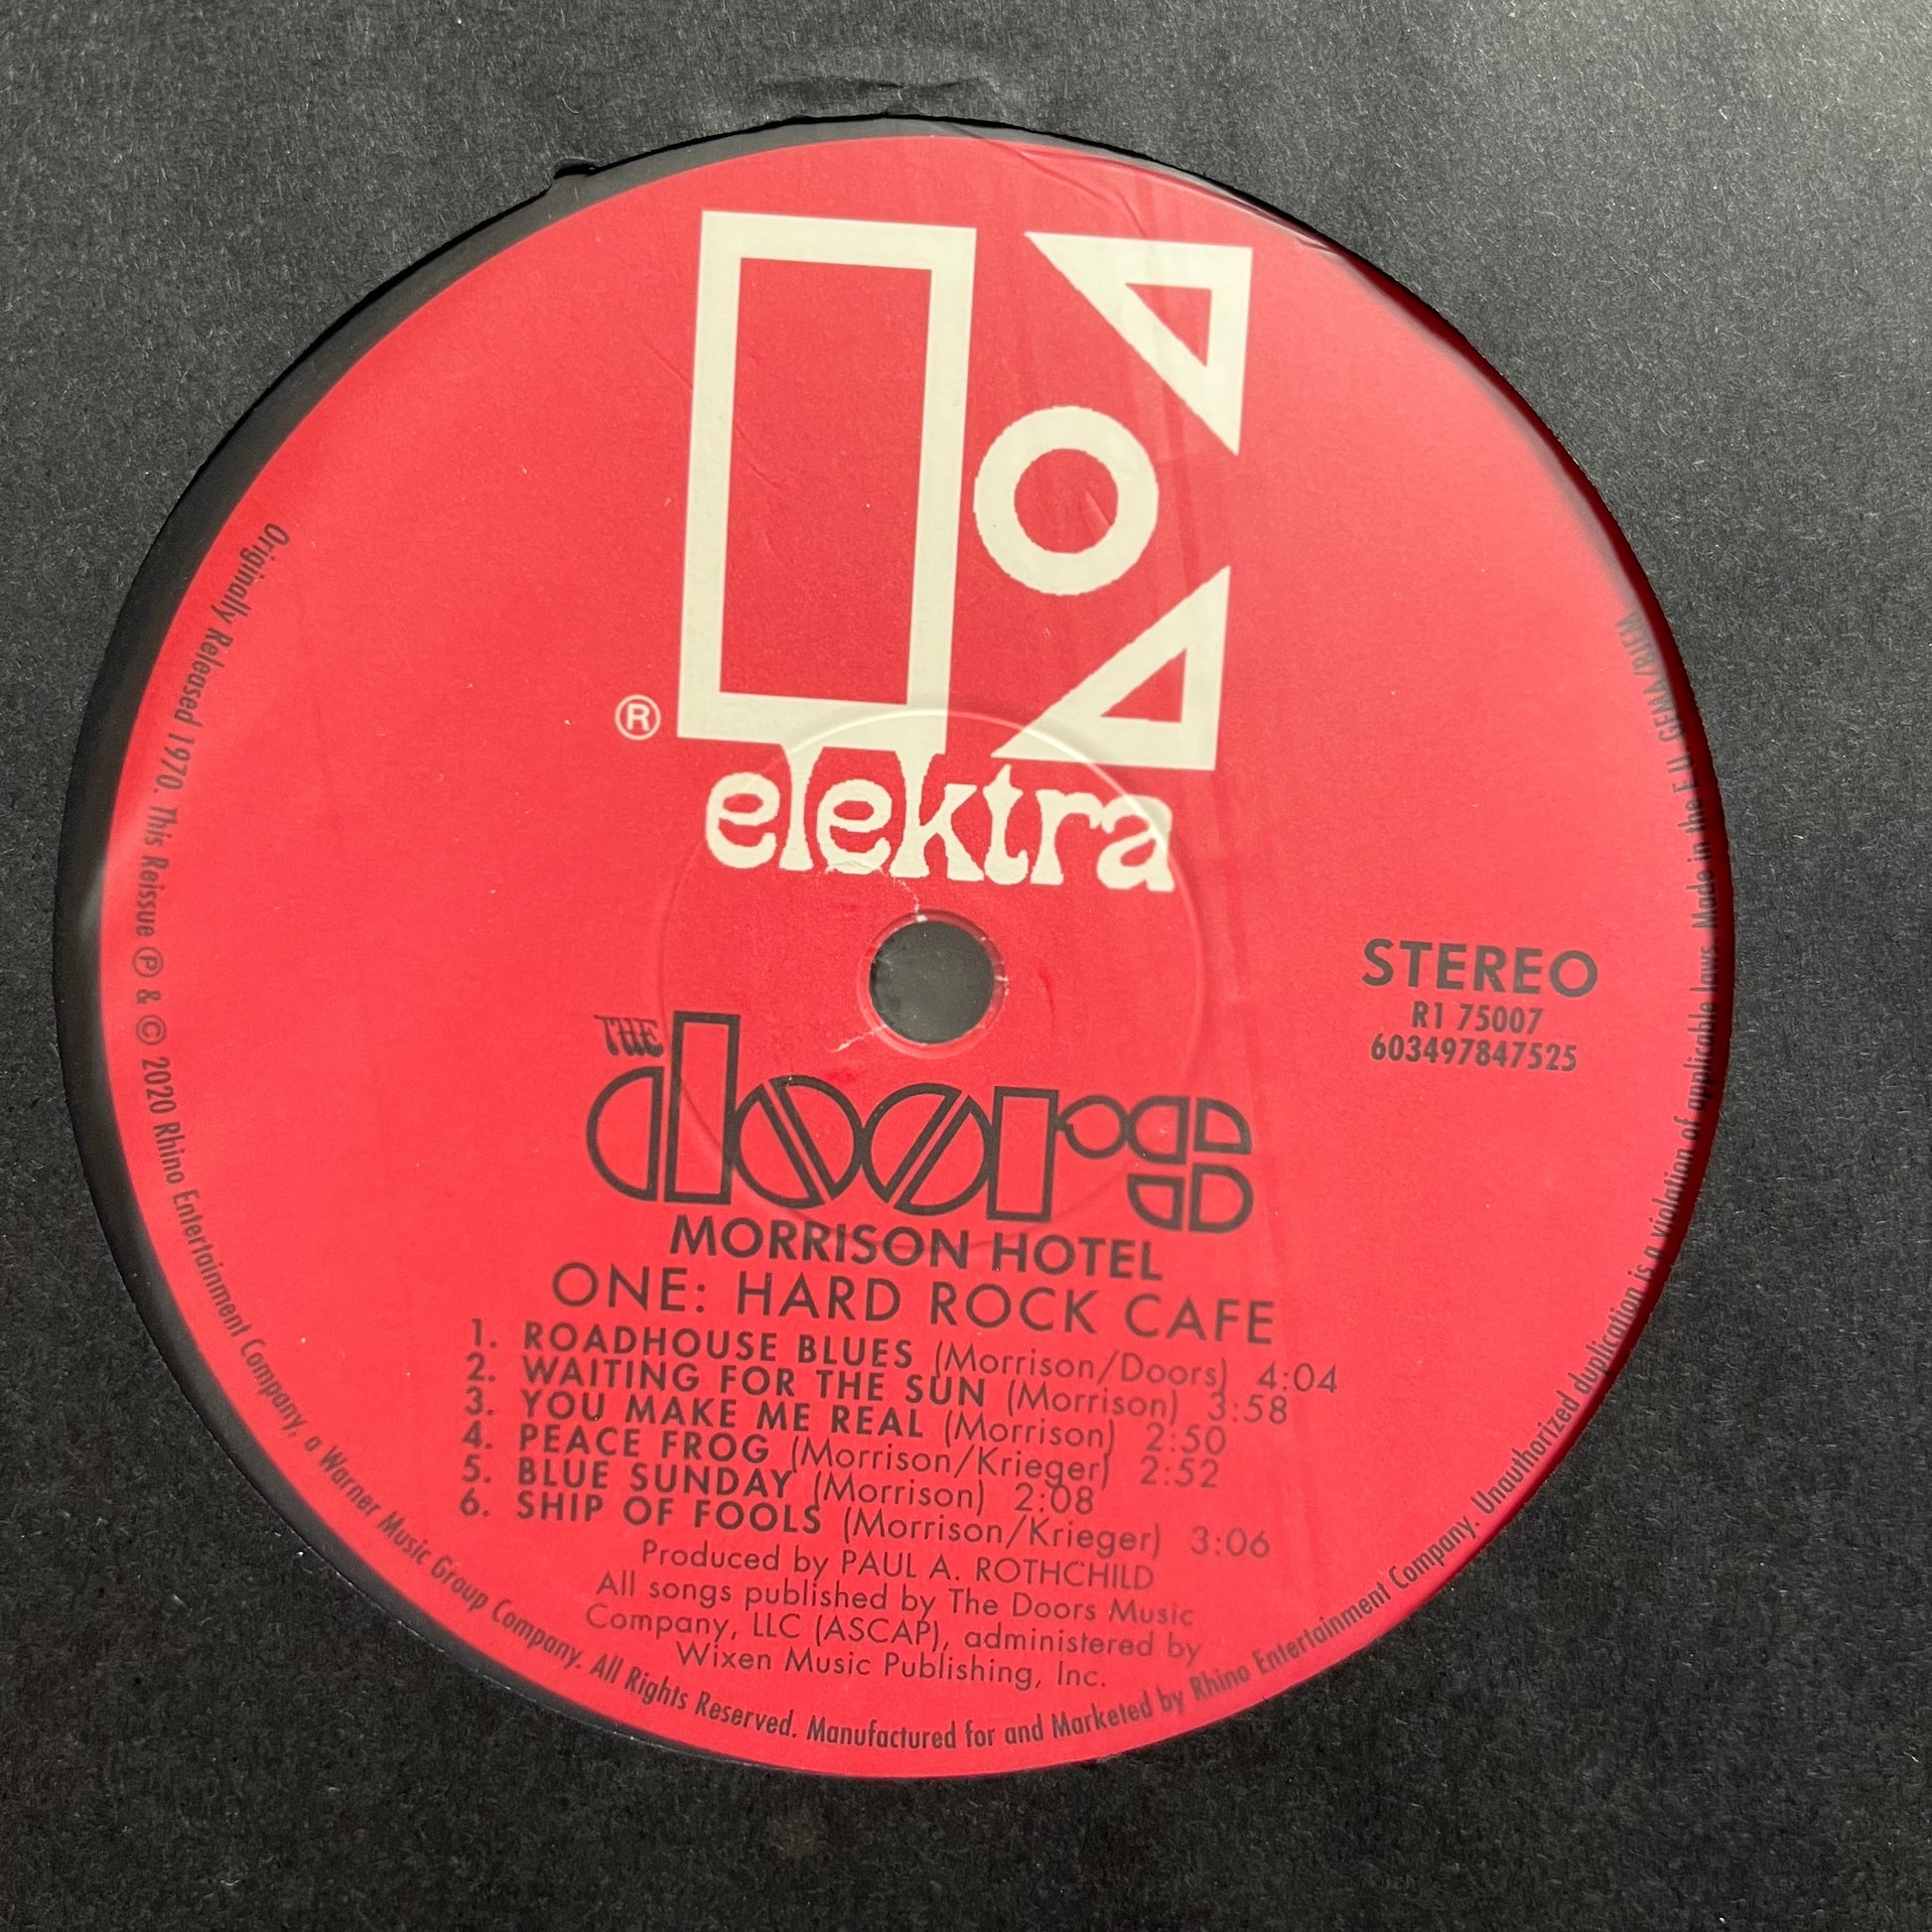 ®
elektra
STEREO
R1 75007
603497847525
THE
doors
MORRISON HOTEL
ONE: HARD ROCK CAFE
1. ROADHOUSE BLUES (Morrison/Doors) 4:04
2. WAITING FOR THE SUN (Morrison) 3:58
3. YOU MAKE ME REAL (Morrison) 2:50
4. PEACE FROG (Morrison/Krieger) 2:52
5. BLUE SUNDAY (Morrison) 2:08
6. SHIP OF FOOLS (Morrison/Krieger) 3:06
Produced by PAUL A. ROTHCHILD
All songs published by The Doors Music
Company, LLC (ASCAP), administered by
Wixen Music Publishing, Inc.
Originally Released 1970. This Reissue ℗ & © 2020 Rhino Entertainment Company, a Warner Music Group Company. All Rights Reserved. Manufactured for and Marketed by Rhino Entertainment Company. Unauthorized duplication is a violation of applicable laws. Made in the E.U. GEMA/BIEM